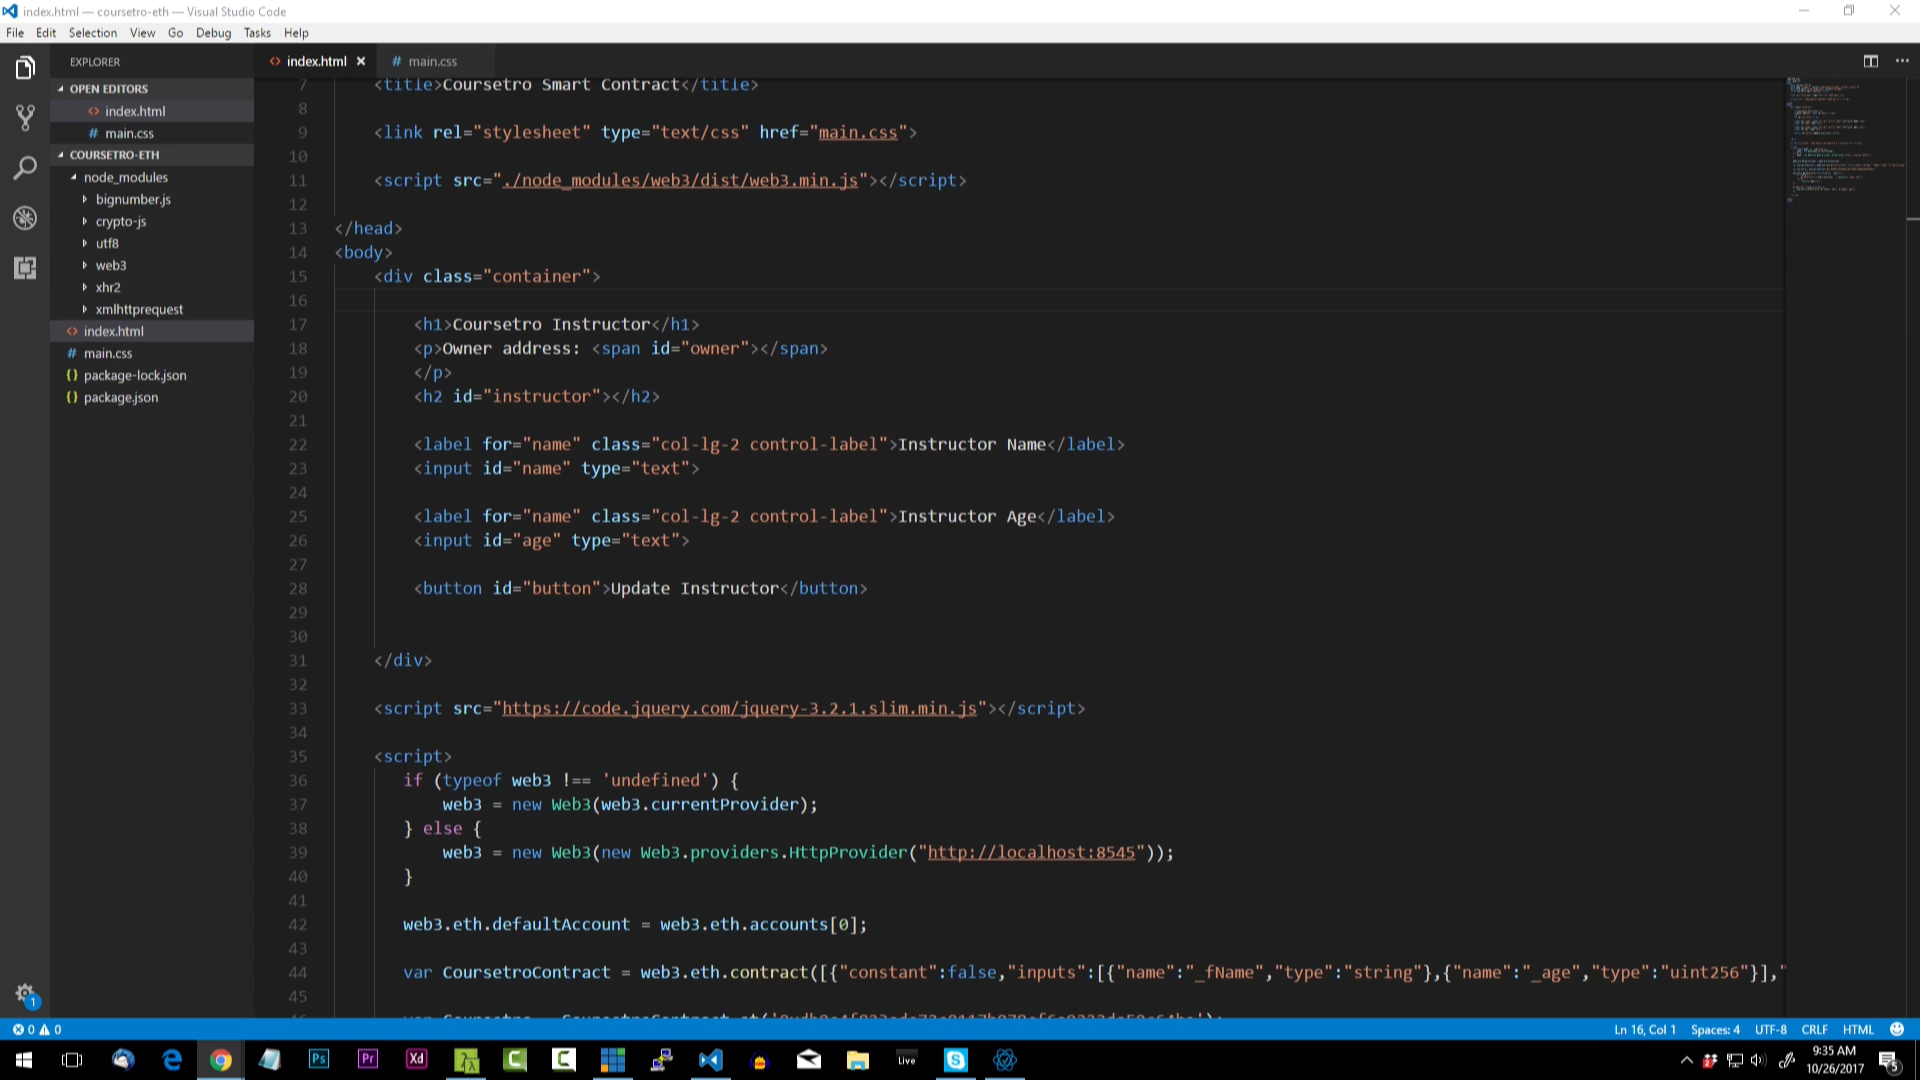 index.html — coursetro-eth — Visual Studio Code
File Edit Selection View Go Debug Tasks Help
EXPLORER
OPEN EDITORS
index.html
main.css
COURSETRO-ETH
node_modules
bignumber.js
crypto-js
utf8
web3
xhr2
xmlhttprequest
index.html
main.css
package-lock.json
package.json
index.html main.css
7 <title>Coursetro Smart Contract</title>
8
9 <link rel="stylesheet" type="text/css" href="main.css">
10
11 <script src="./node_modules/web3/dist/web3.min.js"></script>
12
13 </head>
14 <body>
15 <div class="container">
16
17 <h1>Coursetro Instructor</h1>
18 <p>Owner address: <span id="owner"></span>
19 </p>
20 <h2 id="instructor"></h2>
21
22 <label for="name" class="col-lg-2 control-label">Instructor Name</label>
23 <input id="name" type="text">
24
25 <label for="name" class="col-lg-2 control-label">Instructor Age</label>
26 <input id="age" type="text">
27
28 <button id="button">Update Instructor</button>
29
30
31 </div>
32
33 <script src="https://code.jquery.com/jquery-3.2.1.slim.min.js"></script>
34
35 <script>
36 if (typeof web3 !== 'undefined') {
37 web3 = new Web3(web3.currentProvider);
38 } else {
39 web3 = new Web3(new Web3.providers.HttpProvider("http://localhost:8545"));
40 }
41
42 web3.eth.defaultAccount = web3.eth.accounts[0];
43
44 var CoursetroContract = web3.eth.contract([{"constant":false,"inputs":[{"name":"_fName","type":"string"},{"name":"_age","type":"uint256"}],"
45
1
0 0
Ln 16, Col 1 Spaces: 4 UTF-8 CRLF HTML
Ps Pr Xd Live
9:35 AM
10/26/2017
5